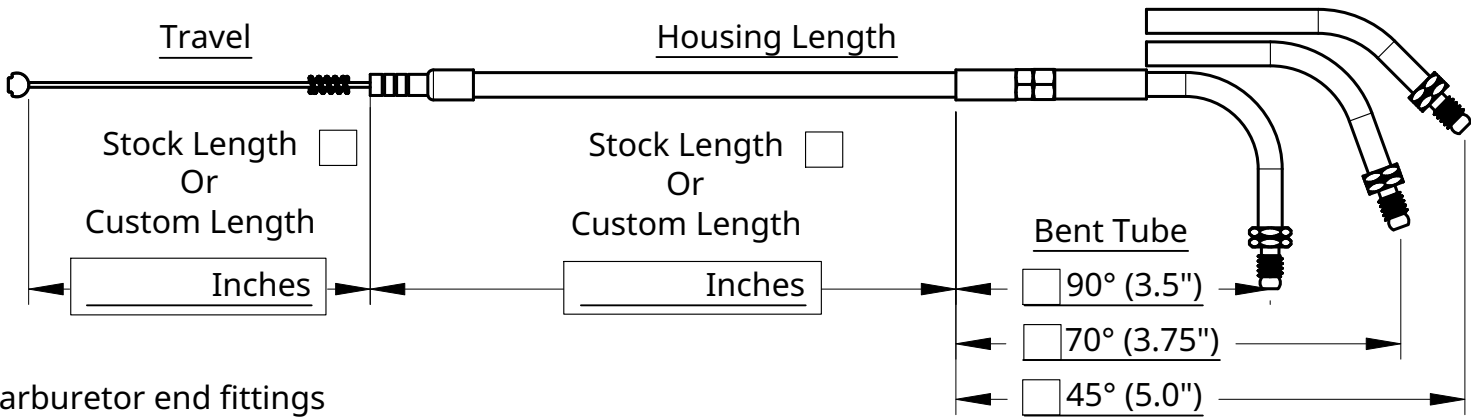 Travel
Housing Length
Stock Length
Or
Custom Length
Inches
Stock Length
Or
Custom Length
Inches
Bent Tube
90° (3.5")
70° (3.75")
45° (5.0")
arburetor end fittings